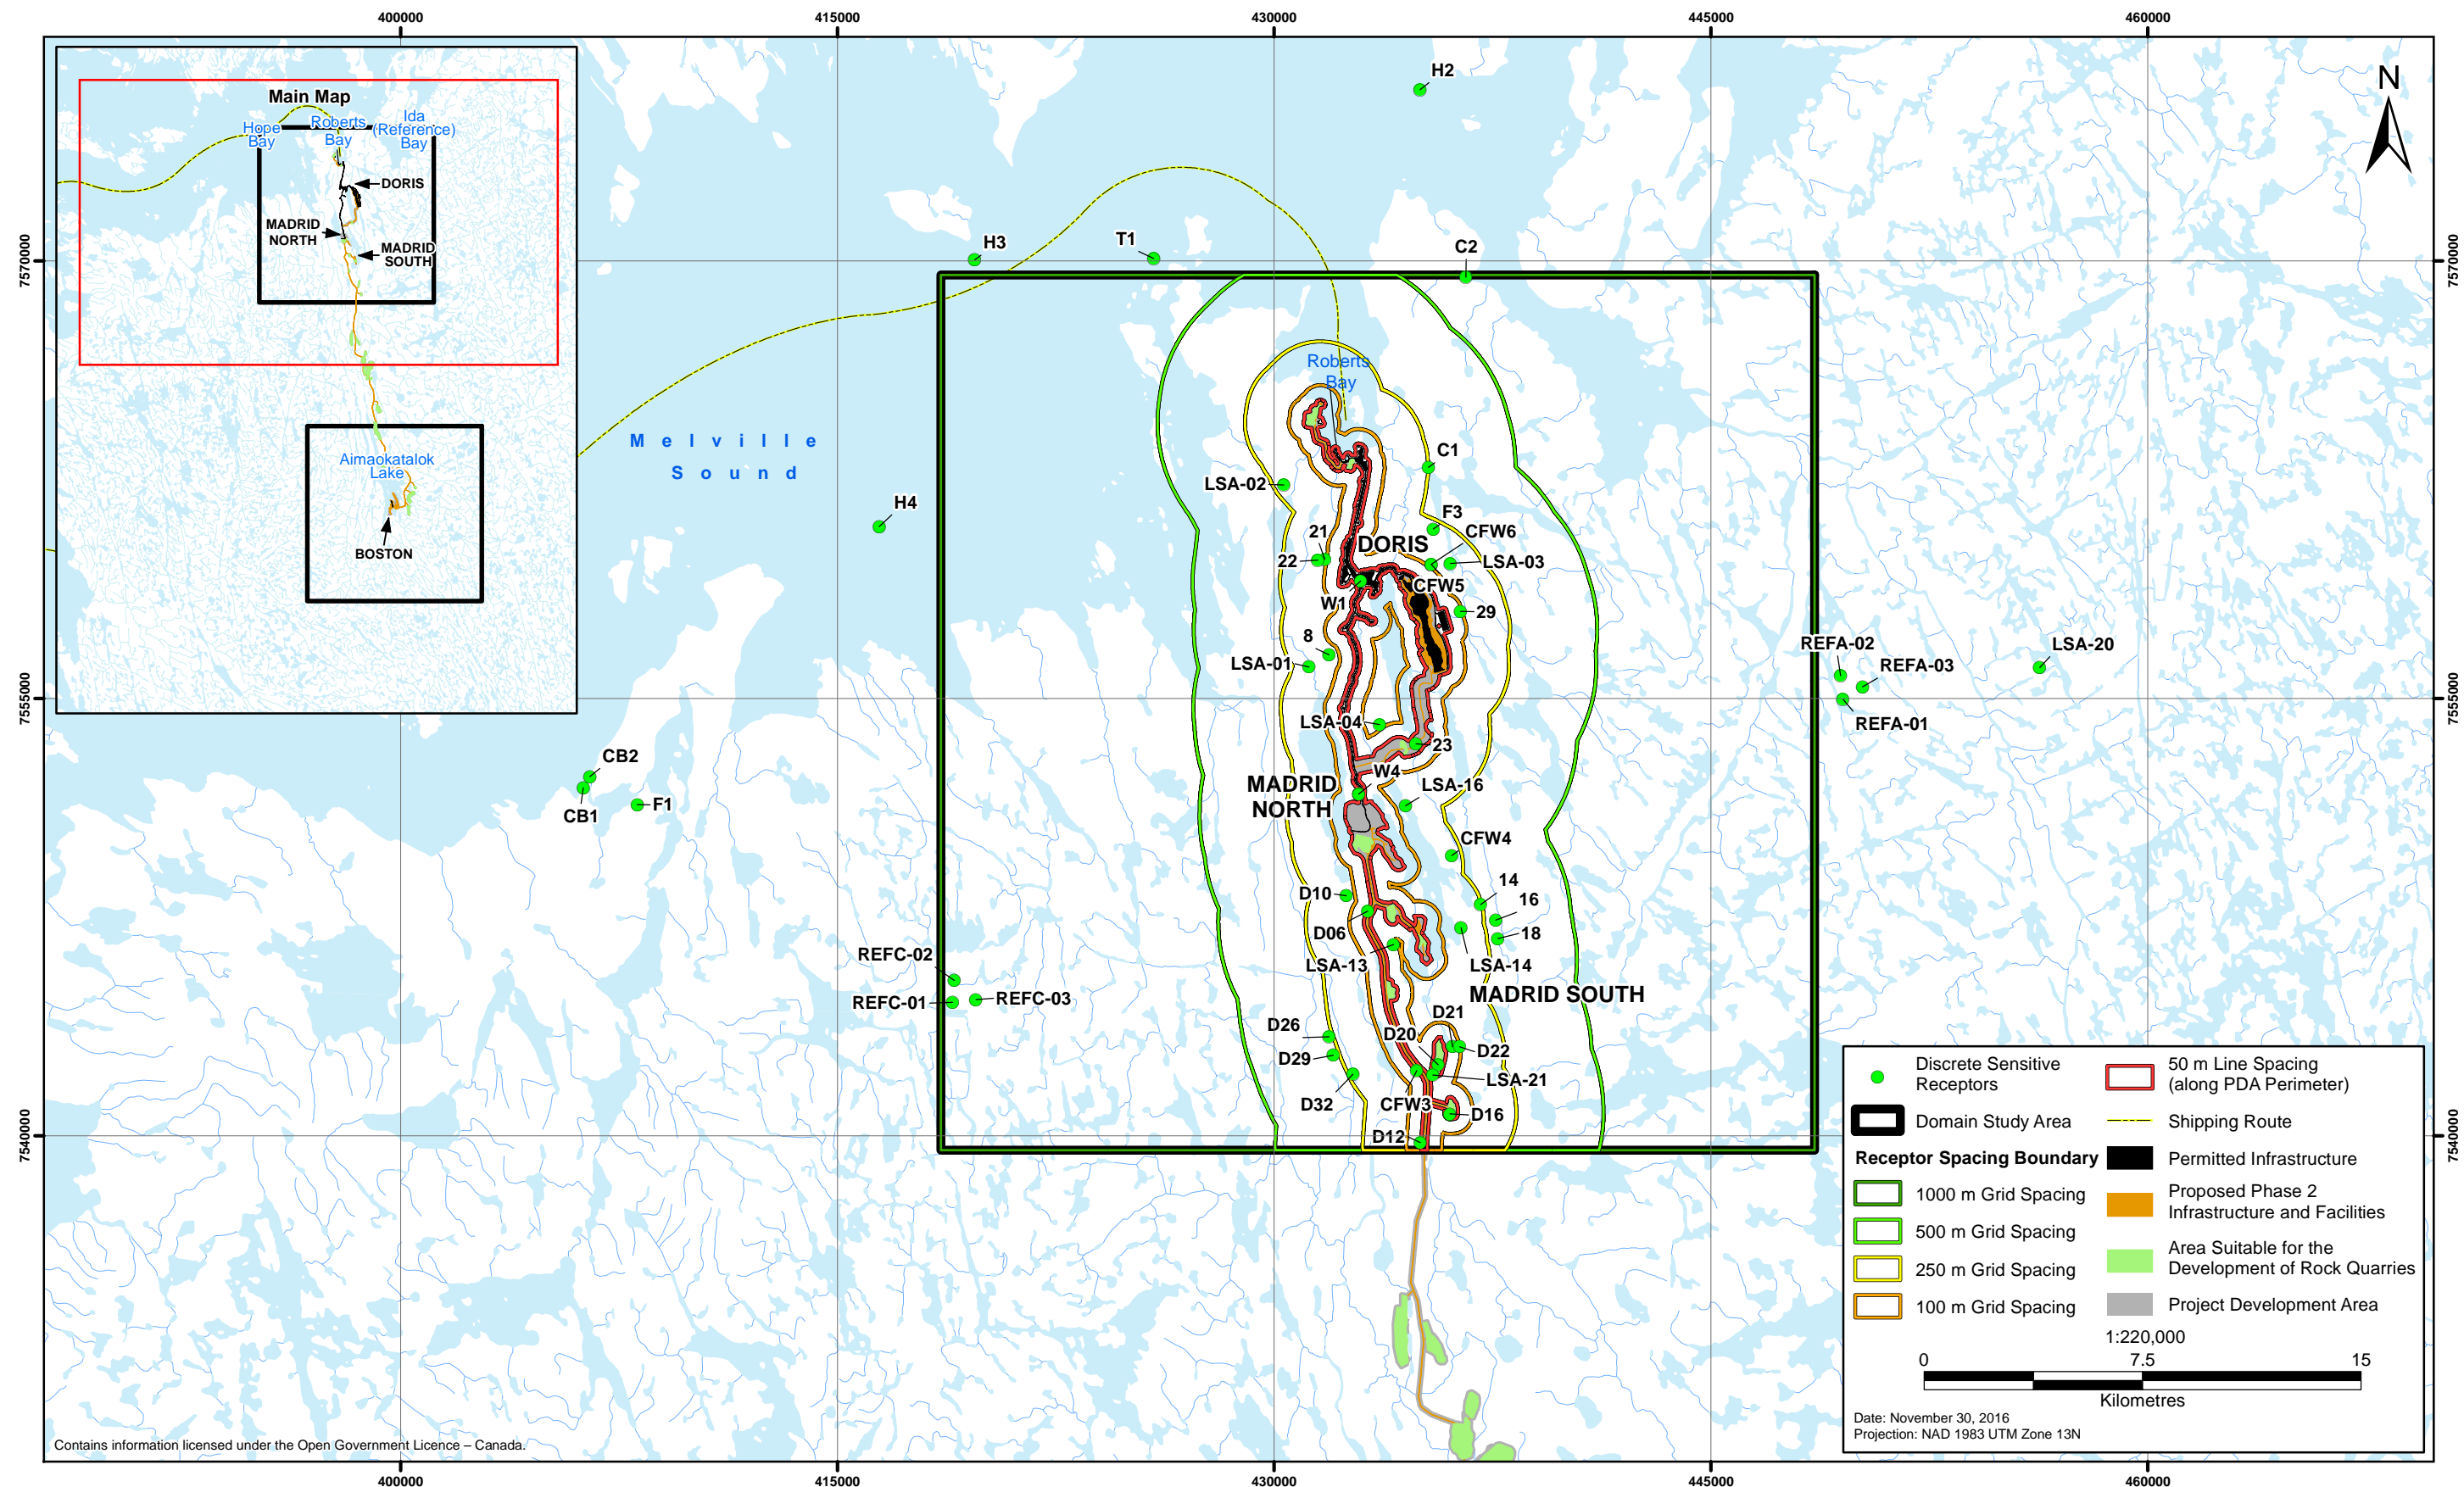 400000
415000
430000
445000
460000
N
Main Map
Hope
Bay
Roberts
Bay
Ida
(Reference)
Bay
DORIS
MADRID
NORTH
MADRID
SOUTH
Aimaokatalok
Lake
BOSTON
H2
H3
T1
C2
7570000
7570000
Roberts
Bay
Melville
Sound
H4
C1
LSA-02
F3
CFW6
21
22
DORIS
LSA-03
CFW5
W1
29
8
LSA-01
REFA-02
REFA-03
LSA-20
REFA-01
7555000
7555000
LSA-04
23
W4
MADRID
NORTH
LSA-16
CB2
CB1
F1
CFW4
D10
14
16
18
D06
LSA-13
LSA-14
REFC-02
REFC-01
REFC-03
MADRID SOUTH
D21
D26
D20
D22
D29
LSA-21
D32
CFW3
D16
D12
7540000
7540000
Discrete Sensitive
Receptors
Domain Study Area
Receptor Spacing Boundary
1000 m Grid Spacing
500 m Grid Spacing
250 m Grid Spacing
100 m Grid Spacing
50 m Line Spacing
(along PDA Perimeter)
Shipping Route
Permitted Infrastructure
Proposed Phase 2
Infrastructure and Facilities
Area Suitable for the
Development of Rock Quarries
Project Development Area
1:220,000
0 7.5 15
Kilometres
Date: November 30, 2016
Projection: NAD 1983 UTM Zone 13N
Contains information licensed under the Open Government Licence – Canada.
400000
415000
430000
445000
460000